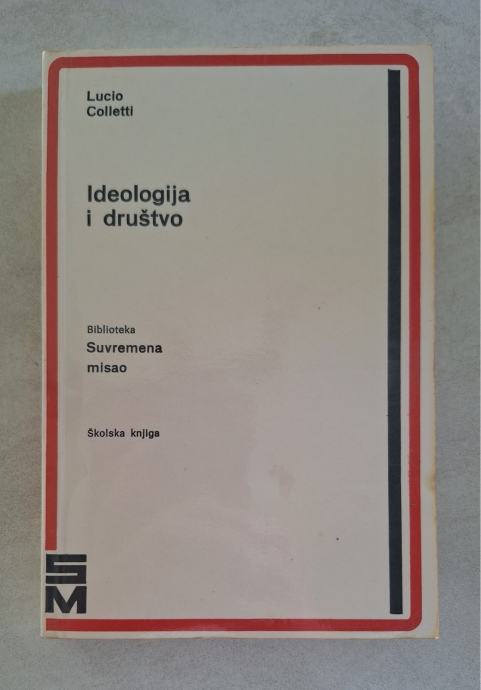 Lucio
Colletti
Ideologija
i društvo
Biblioteka
Suvremena
misao
Školska knjiga
SM